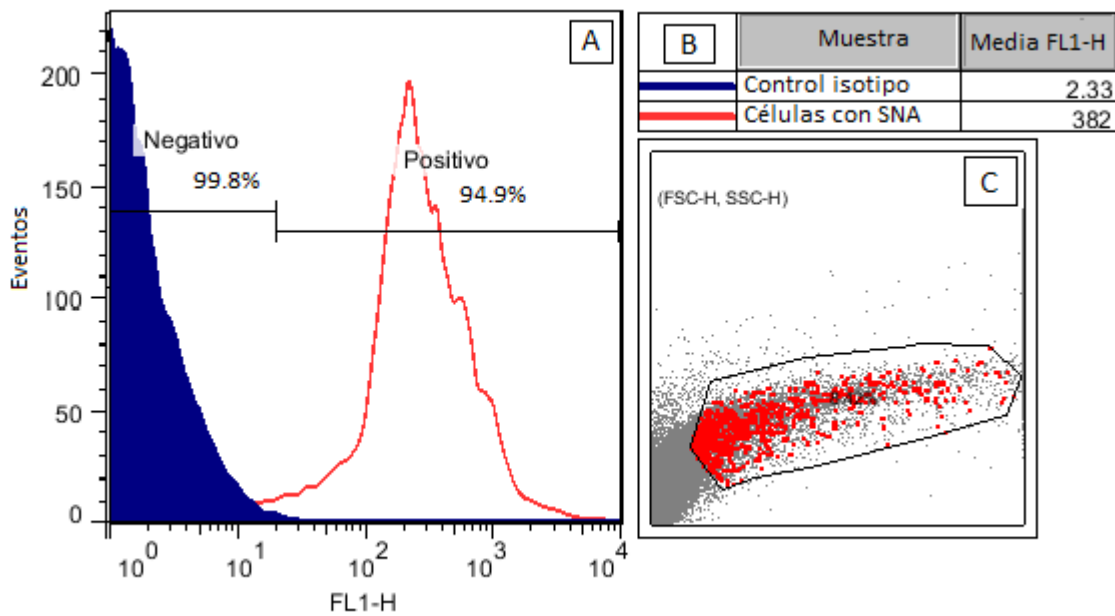 A
Negativo
99.8%
Positivo
94.9%
200
150
100
50
0
Eventos
10^0
10^1
10^2
10^3
10^4
FL1-H
B
Muestra
Media FL1-H
Control isotipo
2.33
Células con SNA
382
C
(FSC-H, SSC-H)